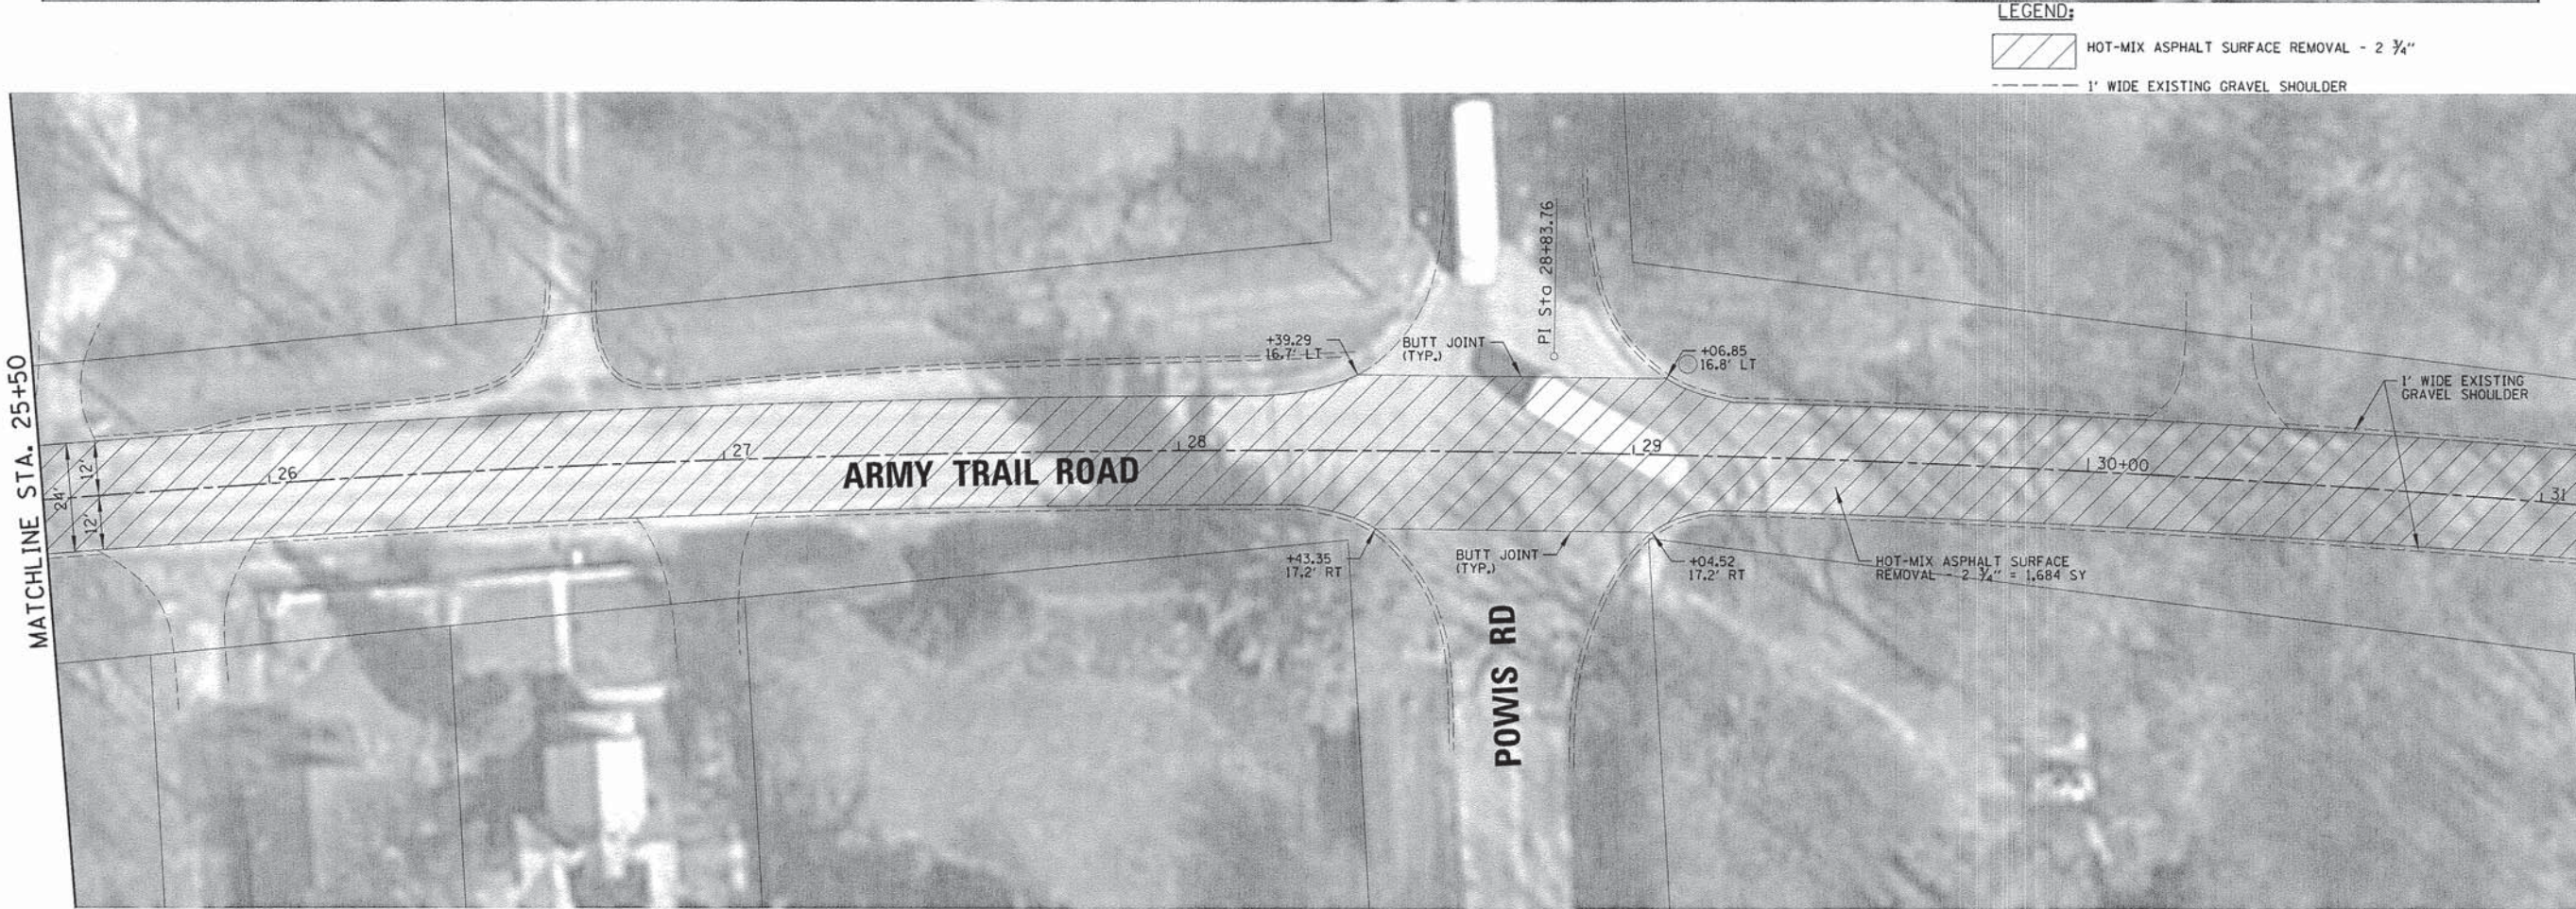 LEGEND:
HOT-MIX ASPHALT SURFACE REMOVAL - 2 ¾"
1' WIDE EXISTING GRAVEL SHOULDER
MATCHLINE STA. 25+50
24'
12'
12'
26
27
28
29
30+00
31
ARMY TRAIL ROAD
+39.29
16.7' LT
BUTT JOINT
(TYP.)
PI Sta 28+83.76
+06.85
16.8' LT
1' WIDE EXISTING
GRAVEL SHOULDER
+43.35
17.2' RT
BUTT JOINT
(TYP.)
+04.52
17.2' RT
HOT-MIX ASPHALT SURFACE
REMOVAL - 2 ¾" = 1,684 SY
POWIS RD